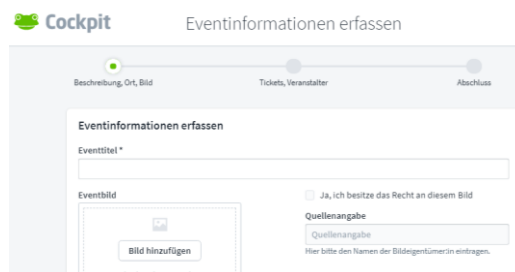 Cockpit
Eventinformationen erfassen
Beschreibung, Ort, Bild
Tickets, Veranstalter
Abschluss
Eventinformationen erfassen
Eventtitel *
Eventbild
Ja, ich besitze das Recht an diesem Bild
Quellenangabe
Quellenangabe
Bild hinzufügen
Hier bitte den Namen der Bildeigentümer:in eintragen.